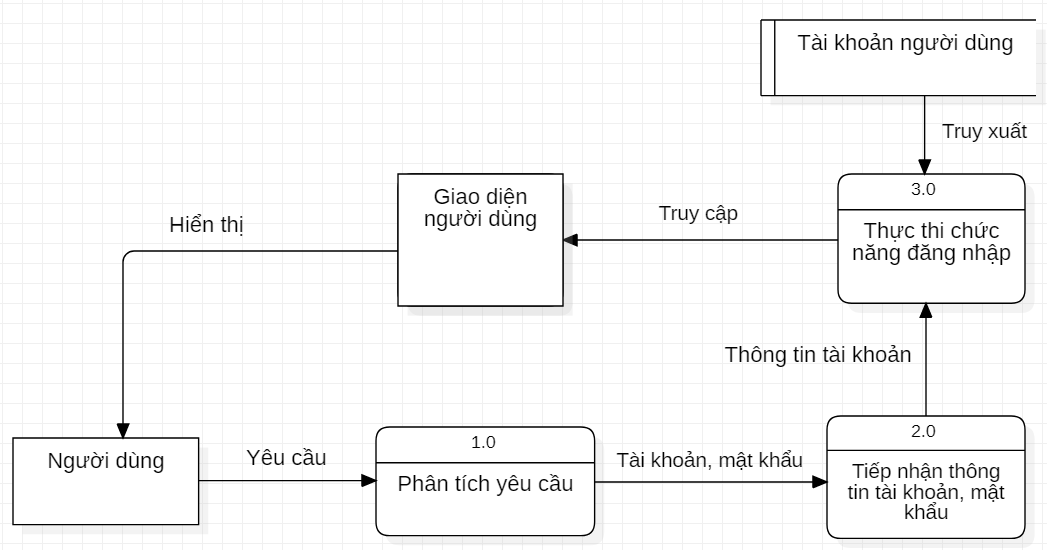 Tài khoản người dùng
Truy xuất
3.0
Thực thi chức
năng đăng nhập
Truy cập
Giao diện
người dùng
Hiển thị
Thông tin tài khoản
Người dùng
Yêu cầu
1.0
Phân tích yêu cầu
Tài khoản, mật khẩu
2.0
Tiếp nhận thông
tin tài khoản, mật
khẩu